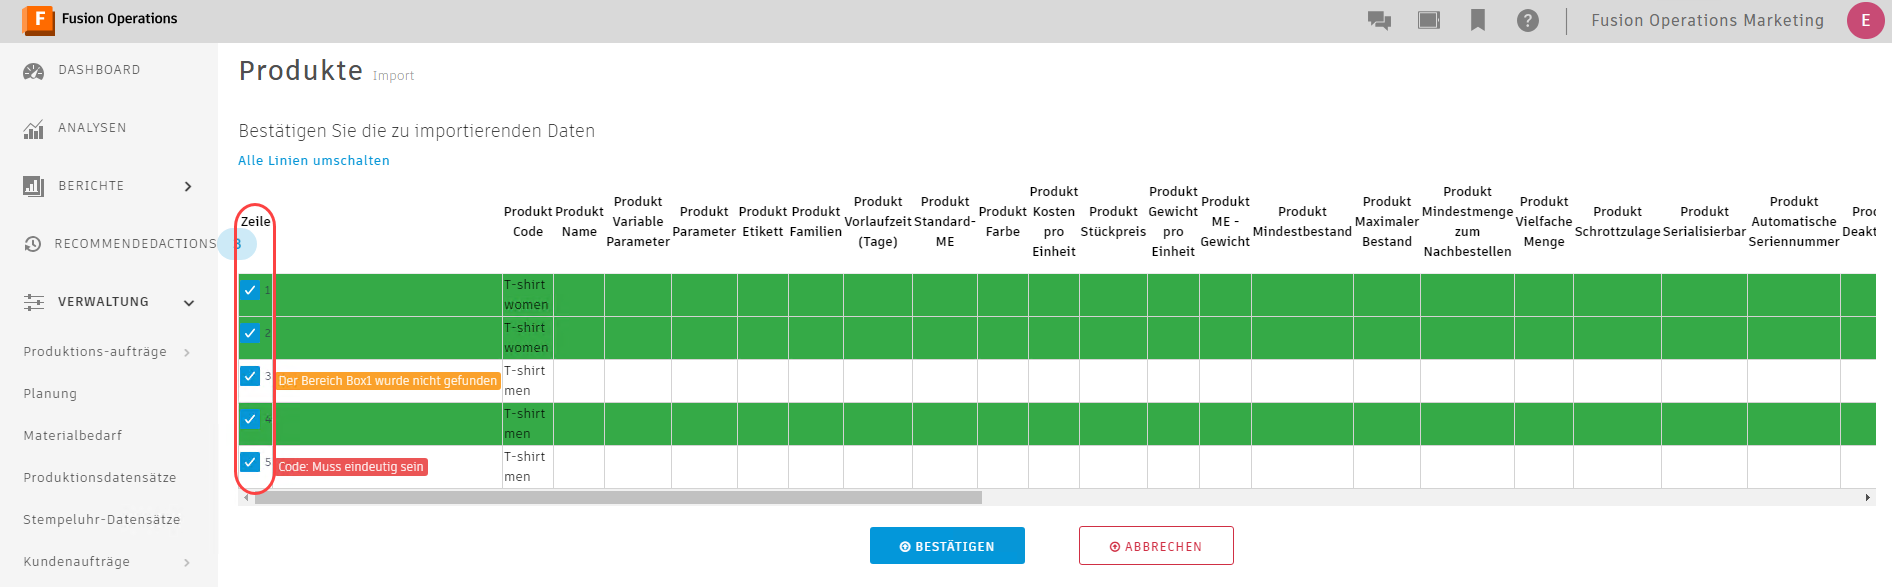 F Fusion Operations
? Fusion Operations Marketing E
DASHBOARD
ANALYSEN
BERICHTE
RECOMMENDEDACTIONS 3
VERWALTUNG
Produktions-aufträge
Planung
Materialbedarf
Produktionsdatensätze
Stempeluhr-Datensätze
Kundenaufträge
Produkte Import
Bestätigen Sie die zu importierenden Daten
Alle Linien umschalten
Zeile
Produkt
Code
Produkt
Name
Produkt
Variable
Parameter
Produkt
Parameter
Produkt
Etikett
Produkt
Familien
Produkt
Vorlaufzeit
(Tage)
Produkt
Standard-
ME
Produkt
Farbe
Produkt
Kosten
pro
Einheit
Produkt
Stückpreis
Produkt
Gewicht
pro
Einheit
Produkt
ME -
Gewicht
Produkt
Mindestbestand
Produkt
Maximaler
Bestand
Produkt
Mindestmenge
zum
Nachbestellen
Produkt
Vielfache
Menge
Produkt
Schrottzulage
Produkt
Serialisierbar
Produkt
Automatische
Seriennummer
Proc
Deakt
1
T-shirt
women
2
T-shirt
women
3
Der Bereich Box1 wurde nicht gefunden
T-shirt
men
4
T-shirt
men
5
Code: Muss eindeutig sein
T-shirt
men
BESTÄTIGEN
ABBRECHEN